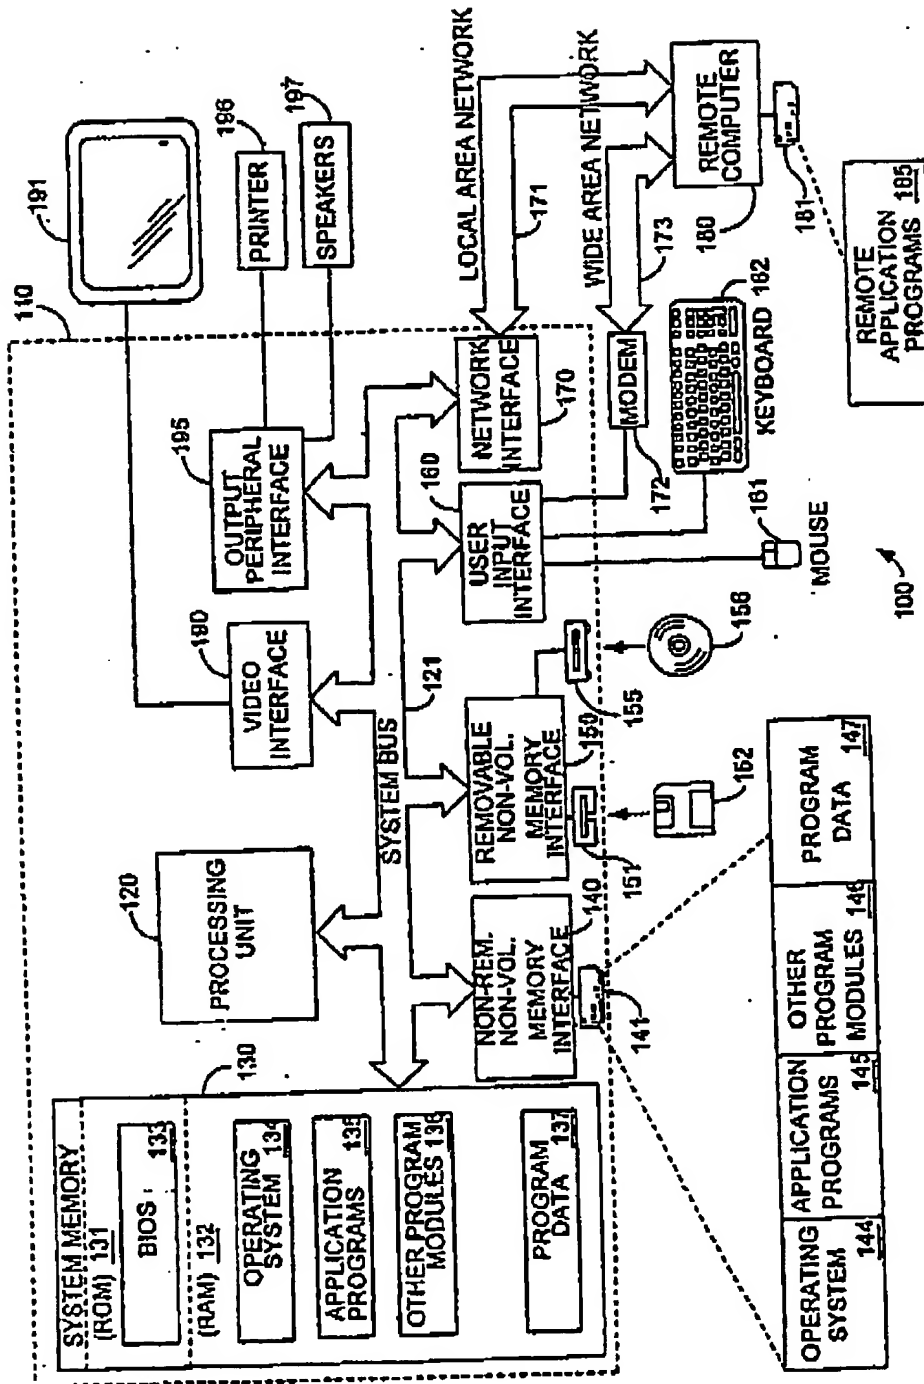 SYSTEM MEMORY
(ROM) 131
BIOS
133
(RAM) 132
OPERATING
SYSTEM 134
APPLICATION
PROGRAMS 135
OTHER PROGRAM
MODULES 136
PROGRAM
DATA 137
130
120
PROCESSING
UNIT
SYSTEM BUS
121
190
VIDEO
INTERFACE
195
OUTPUT
PERIPHERAL
INTERFACE
110
191
196
PRINTER
197
SPEAKERS
NON-REM.
NON-VOL.
MEMORY
INTERFACE
140
141
REMOVABLE
NON-VOL.
MEMORY
INTERFACE
150
151
152
155
156
160
USER
INPUT
INTERFACE
NETWORK
INTERFACE
170
LOCAL AREA NETWORK
171
WIDE AREA NETWORK
173
MODEM
172
REMOTE
COMPUTER
180
181
REMOTE
APPLICATION
PROGRAMS 185
KEYBOARD
162
161
MOUSE
100
OPERATING
SYSTEM 144
APPLICATION
PROGRAMS 145
OTHER
PROGRAM
MODULES 146
PROGRAM
DATA 147